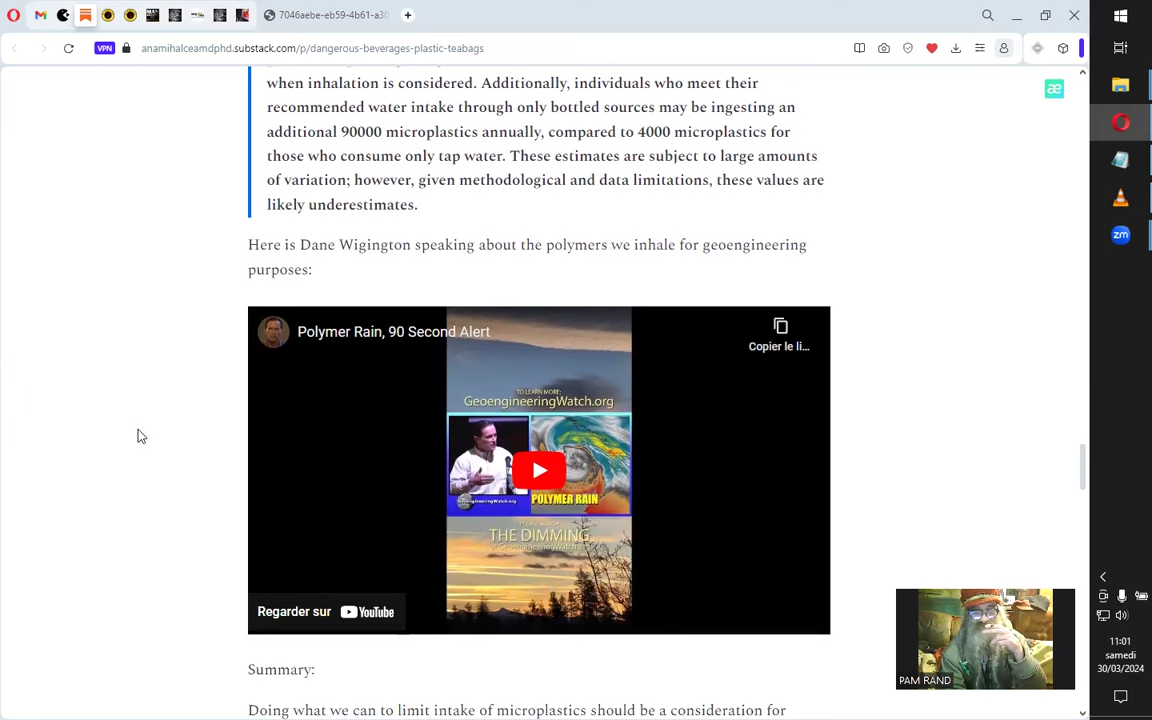 7046aebe-eb59-4b61-a30
VPN
anamihalceamdphd.substack.com/p/dangerous-beverages-plastic-teabags
when inhalation is considered. Additionally, individuals who meet their
recommended water intake through only bottled sources may be ingesting an
additional 90000 microplastics annually, compared to 4000 microplastics for
those who consume only tap water. These estimates are subject to large amounts
of variation; however, given methodological and data limitations, these values are
likely underestimates.
æ
Here is Dane Wigington speaking about the polymers we inhale for geoengineering
purposes:
Polymer Rain, 90 Second Alert
Copier le li...
TO LEARN MORE:
GeoengineeringWatch.org
GeoengineeringWatch.org
POLYMER RAIN
THE DIMMING
Regarder sur YouTube
Summary:
Doing what we can to limit intake of microplastics should be a consideration for
PAM RAND
zm
11:01
samedi
30/03/2024